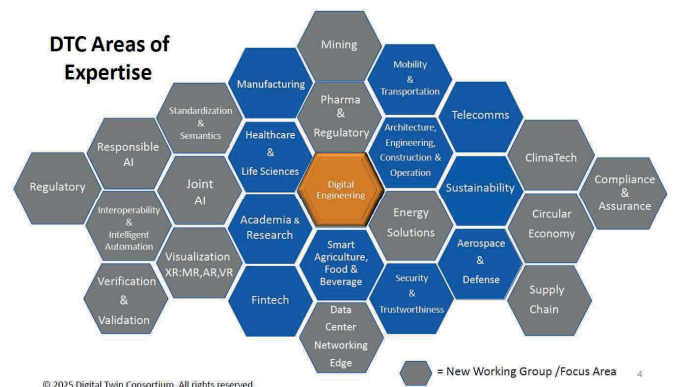 DTC Areas of
Expertise
Mining
Manufacturing
Mobility
&
Transportation
Standardization
&
Semantics
Pharma
&
Regulatory
Telecomms
Responsible
AI
Healthcare
&
Life Sciences
Architecture,
Engineering,
Construction &
Operation
ClimaTech
Regulatory
Joint
AI
Digital
Engineering
Sustainability
Compliance
&
Assurance
Interoperability
&
Intelligent
Automation
Academia &
Research
Energy
Solutions
Circular
Economy
Visualization
XR:MR,AR,VR
Smart
Agriculture,
Food &
Beverage
Aerospace
&
Defense
Verification
&
Validation
Fintech
Security
&
Trustworthiness
Supply
Chain
Data
Center
Networking
Edge
= New Working Group /Focus Area
4
© 2025 Digital Twin Consortium. All rights reserved